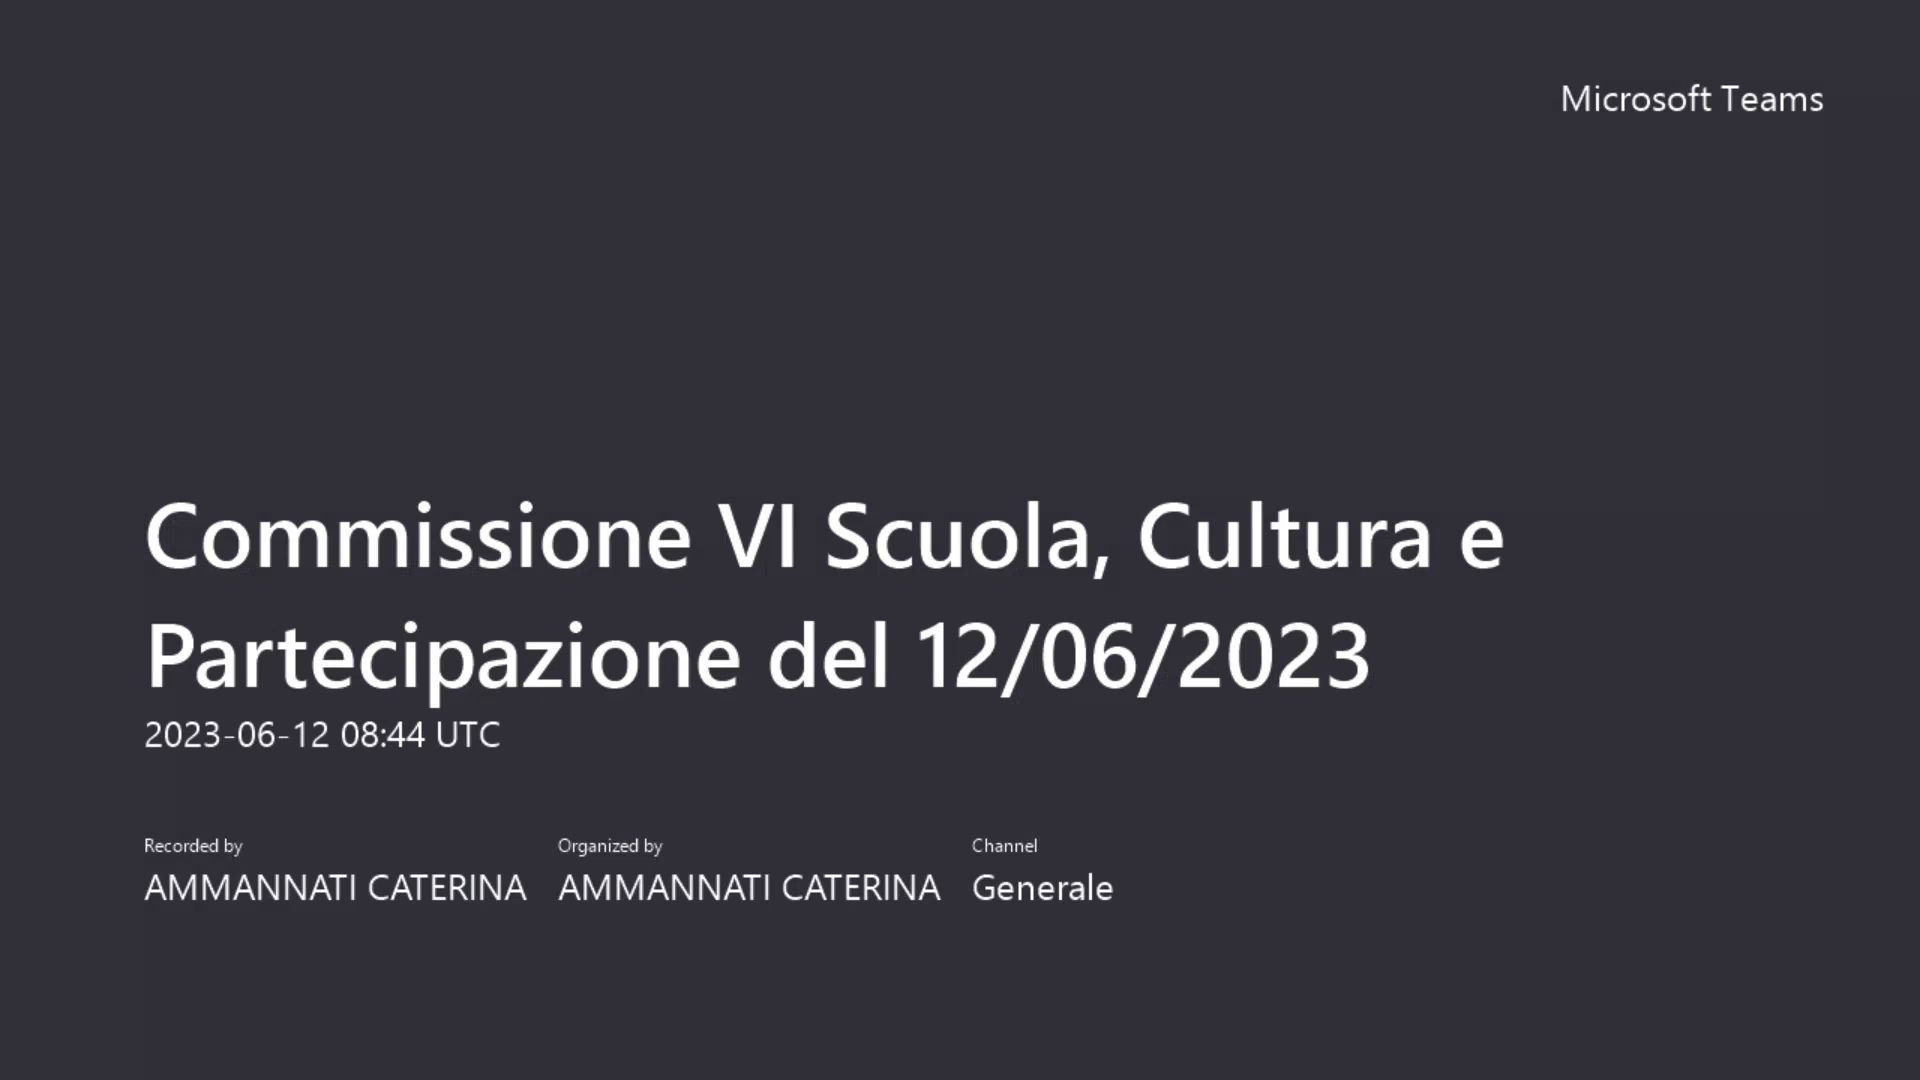 Microsoft Teams
Commissione VI Scuola, Cultura e
Partecipazione del 12/06/2023
2023-06-12 08:44 UTC
Recorded by
AMMANNATI CATERINA
Organized by
AMMANNATI CATERINA
Channel
Generale